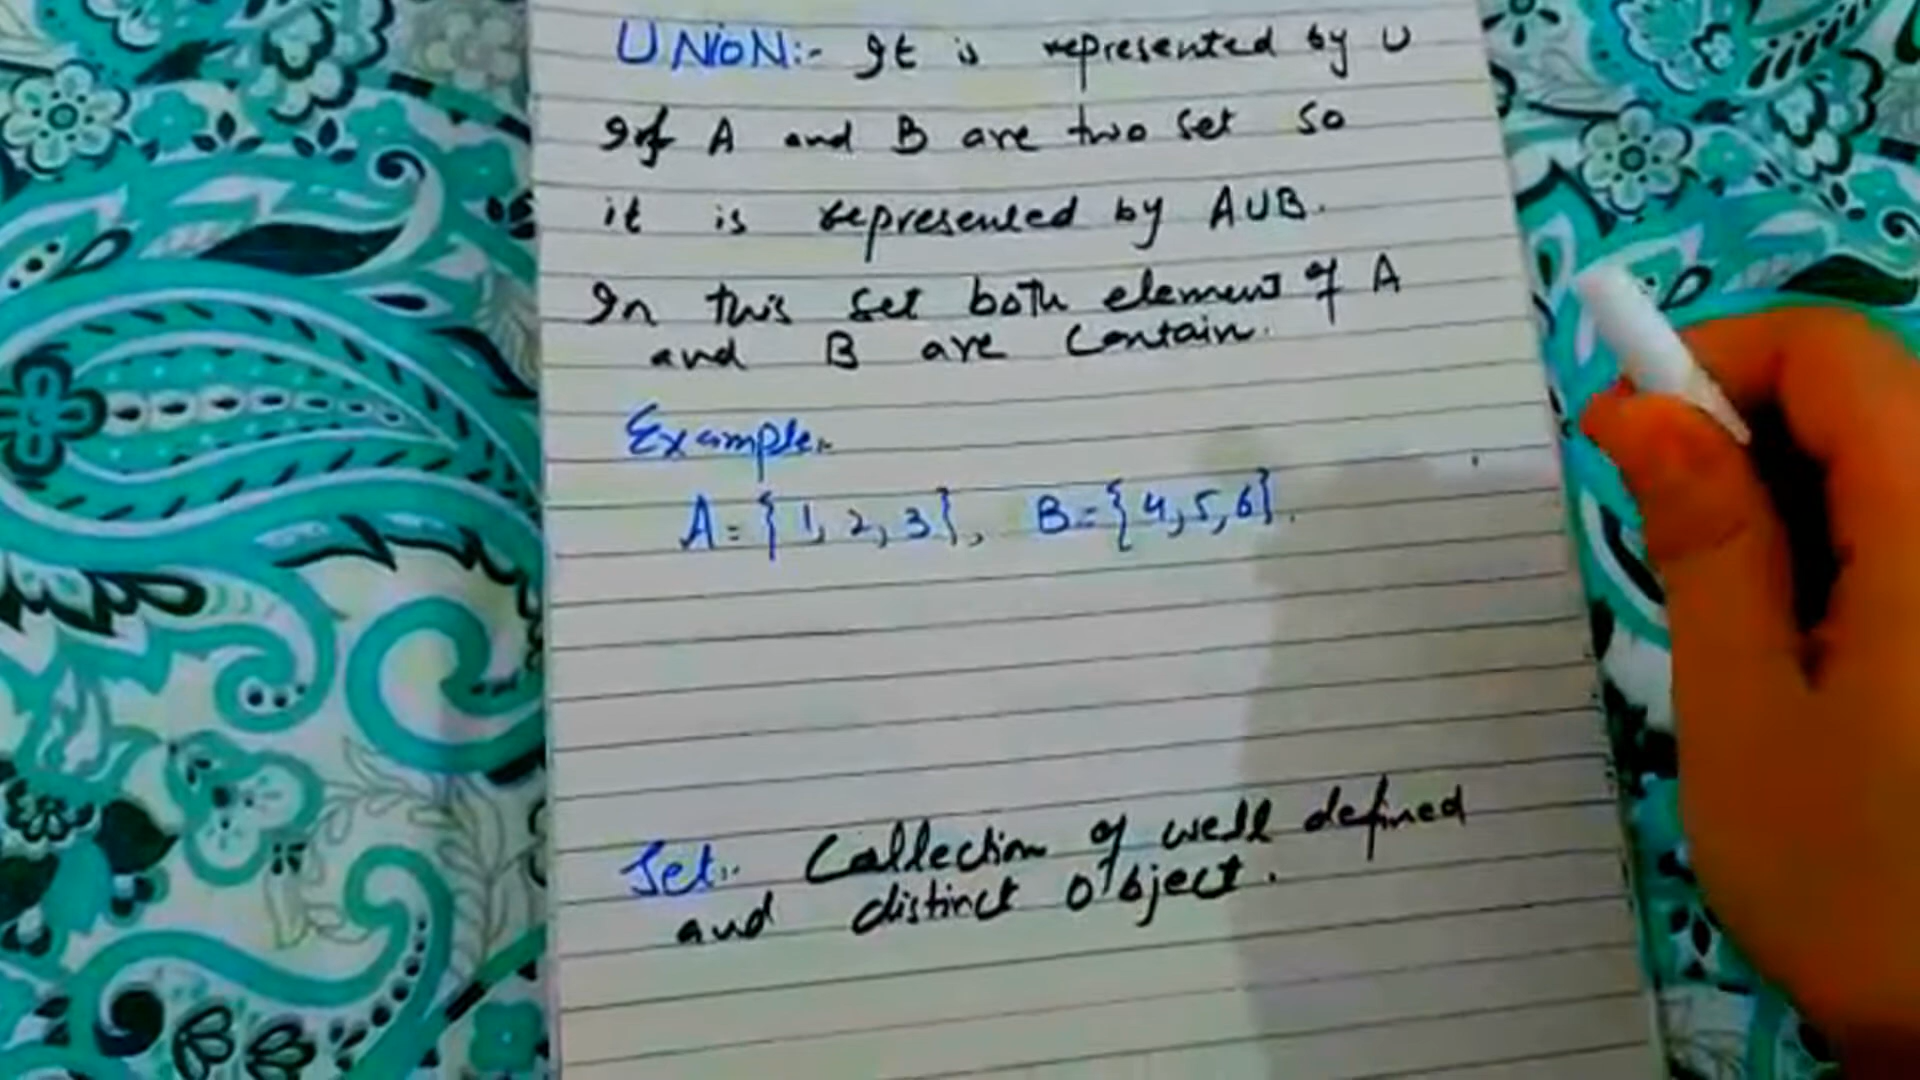 UNION:- It is represented by U
If A and B are two set so
it is represented by AUB.
In this set both element of A
and B are contain.
Example:-
A = { 1, 2, 3 }, B = { 4, 5, 6 }.
Set:- Collection of well defined
and distinct object.